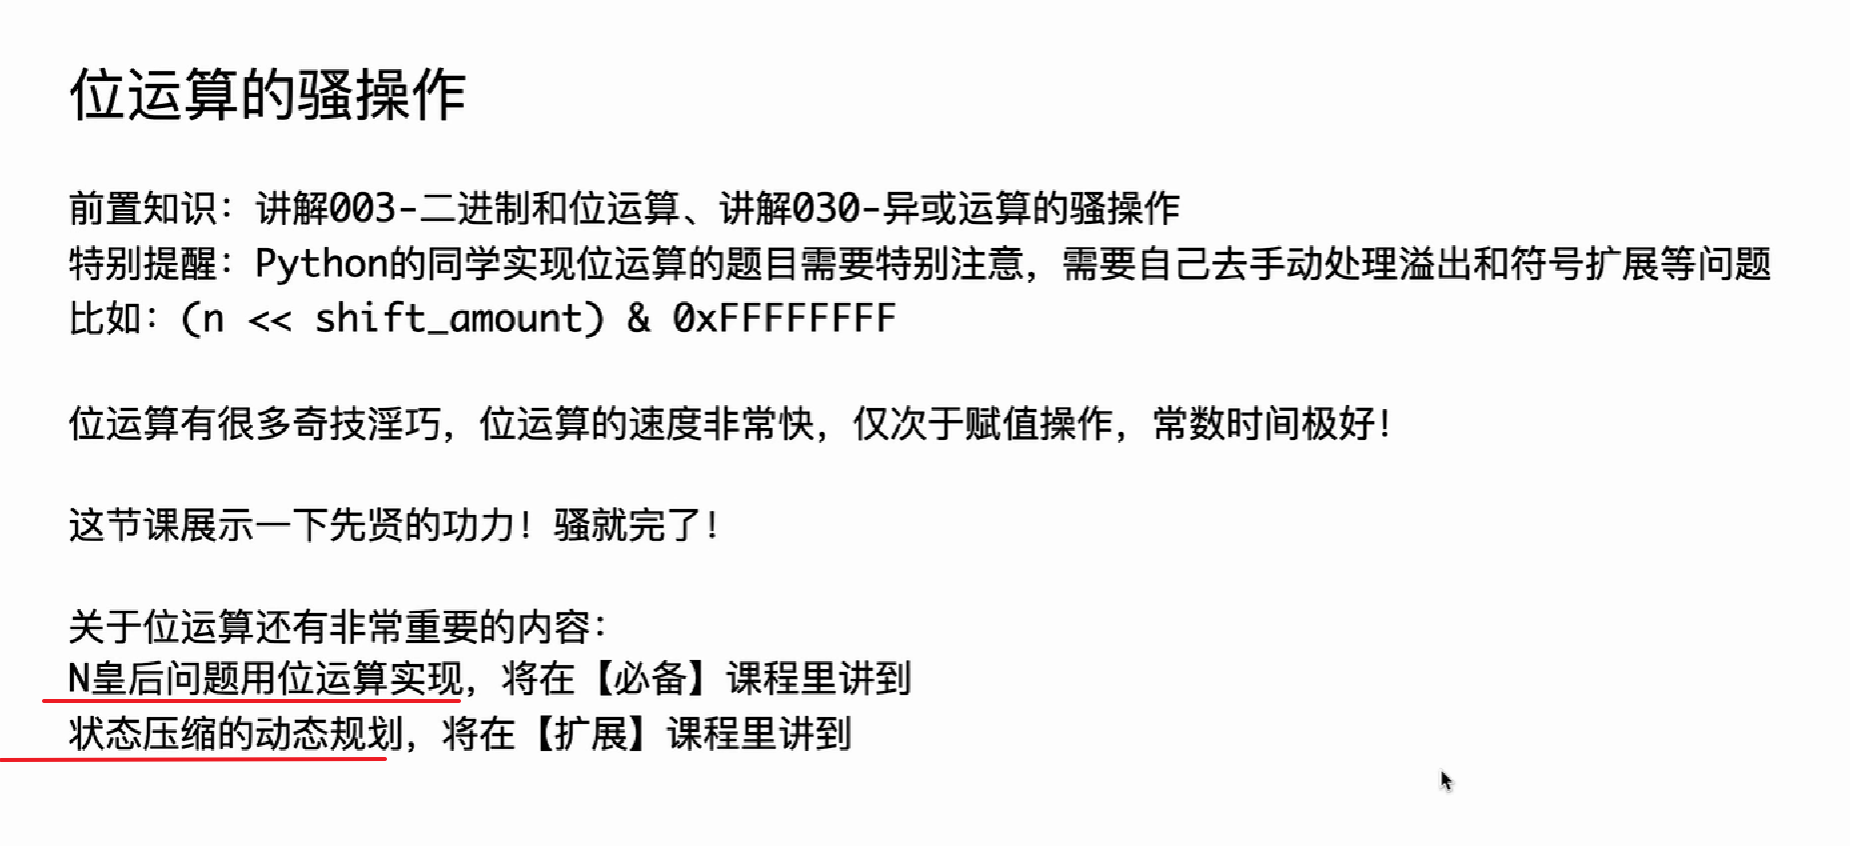 位运算的骚操作
前置知识：讲解003-二进制和位运算、讲解030-异或运算的骚操作
特别提醒：Python的同学实现位运算的题目需要特别注意，需要自己去手动处理溢出和符号扩展等问题
比如：(n << shift_amount) & 0xFFFFFFFF
位运算有很多奇技淫巧，位运算的速度非常快，仅次于赋值操作，常数时间极好！
这节课展示一下先贤的功力！骚就完了！
关于位运算还有非常重要的内容：
N皇后问题用位运算实现，将在【必备】课程里讲到
状态压缩的动态规划，将在【扩展】课程里讲到